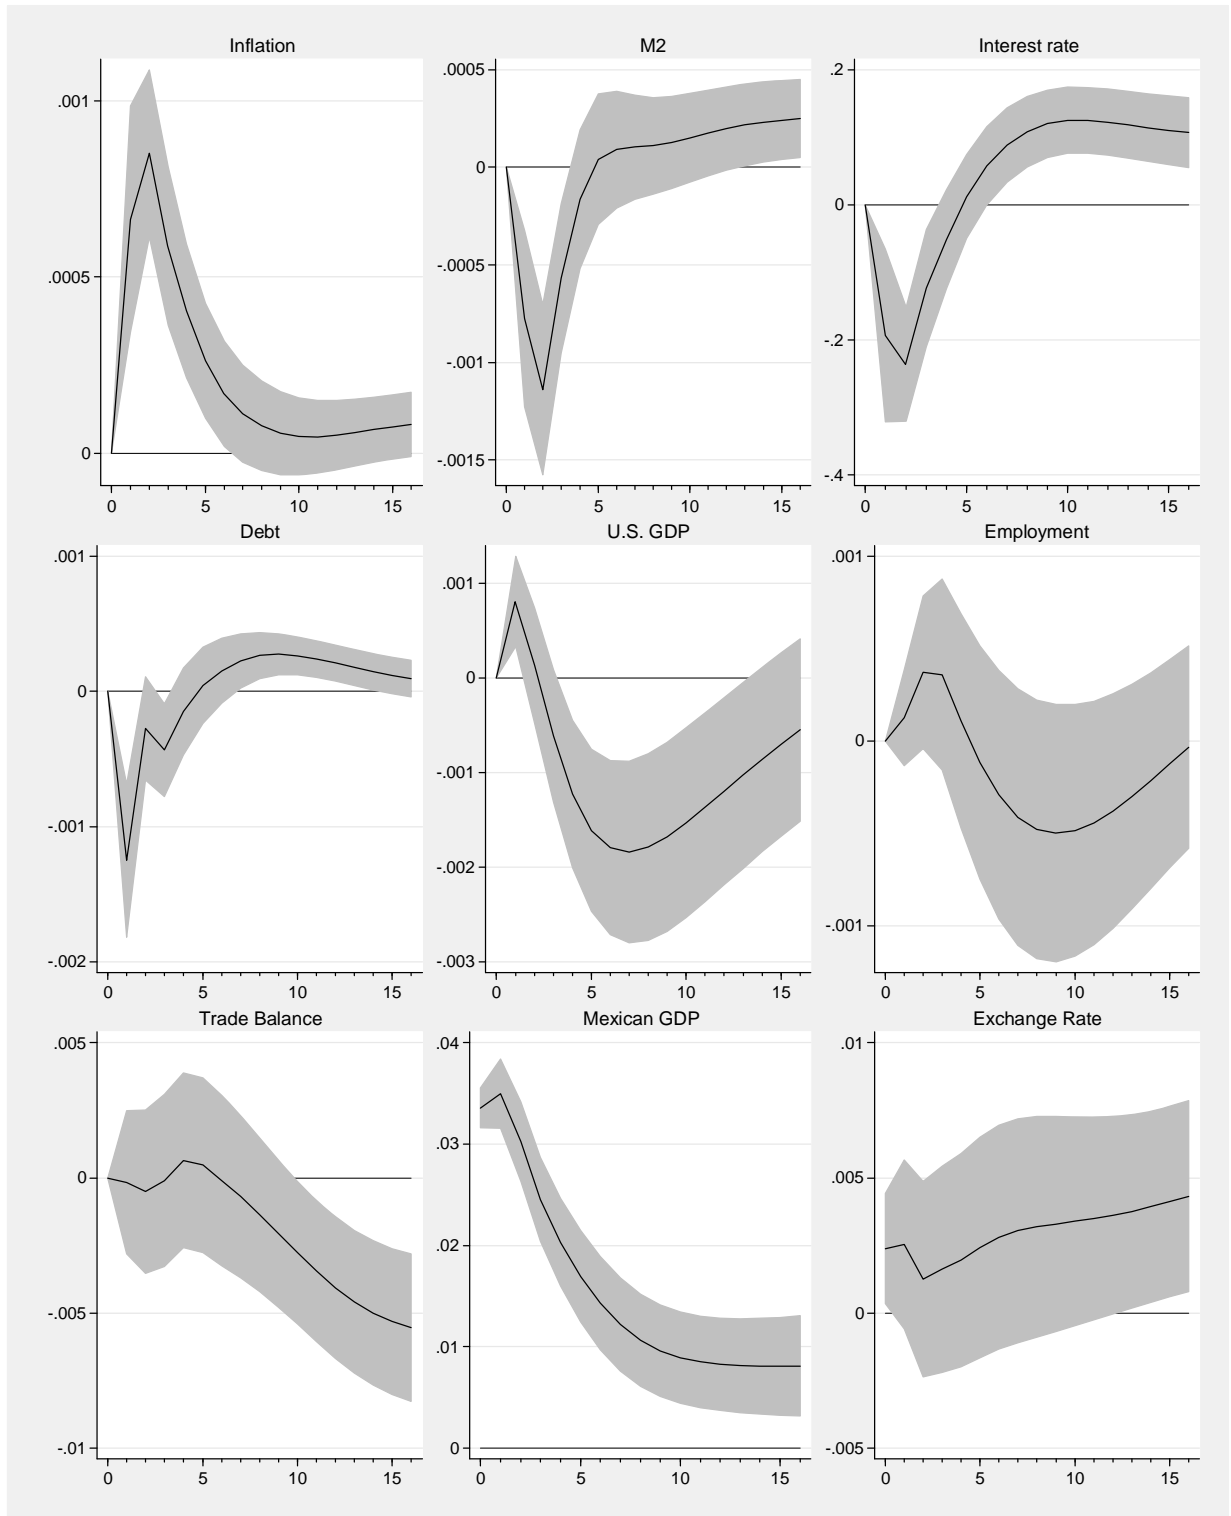 Inflation
.001
.0005
0
0 5 10 15
M2
.0005
0
-.0005
-.001
-.0015
0 5 10 15
Interest rate
.2
0
-.2
-.4
0 5 10 15
Debt
.001
0
-.001
-.002
0 5 10 15
U.S. GDP
.001
0
-.001
-.002
-.003
0 5 10 15
Employment
.001
0
-.001
0 5 10 15
Trade Balance
.005
0
-.005
-.01
0 5 10 15
Mexican GDP
.04
.03
.02
.01
0
0 5 10 15
Exchange Rate
.01
.005
0
-.005
0 5 10 15